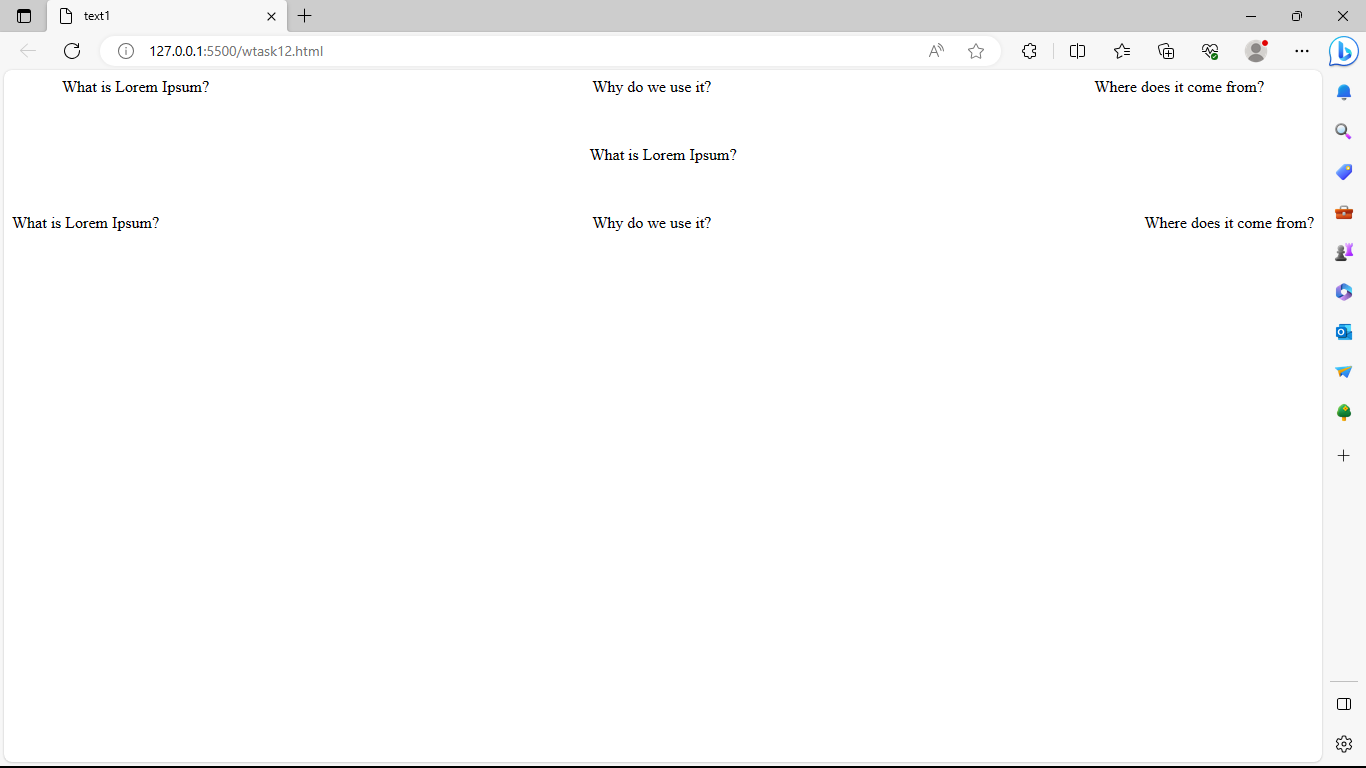 text1
127.0.0.1:5500/wtask12.html
What is Lorem Ipsum? Why do we use it? Where does it come from?
What is Lorem Ipsum?
What is Lorem Ipsum? Why do we use it? Where does it come from?